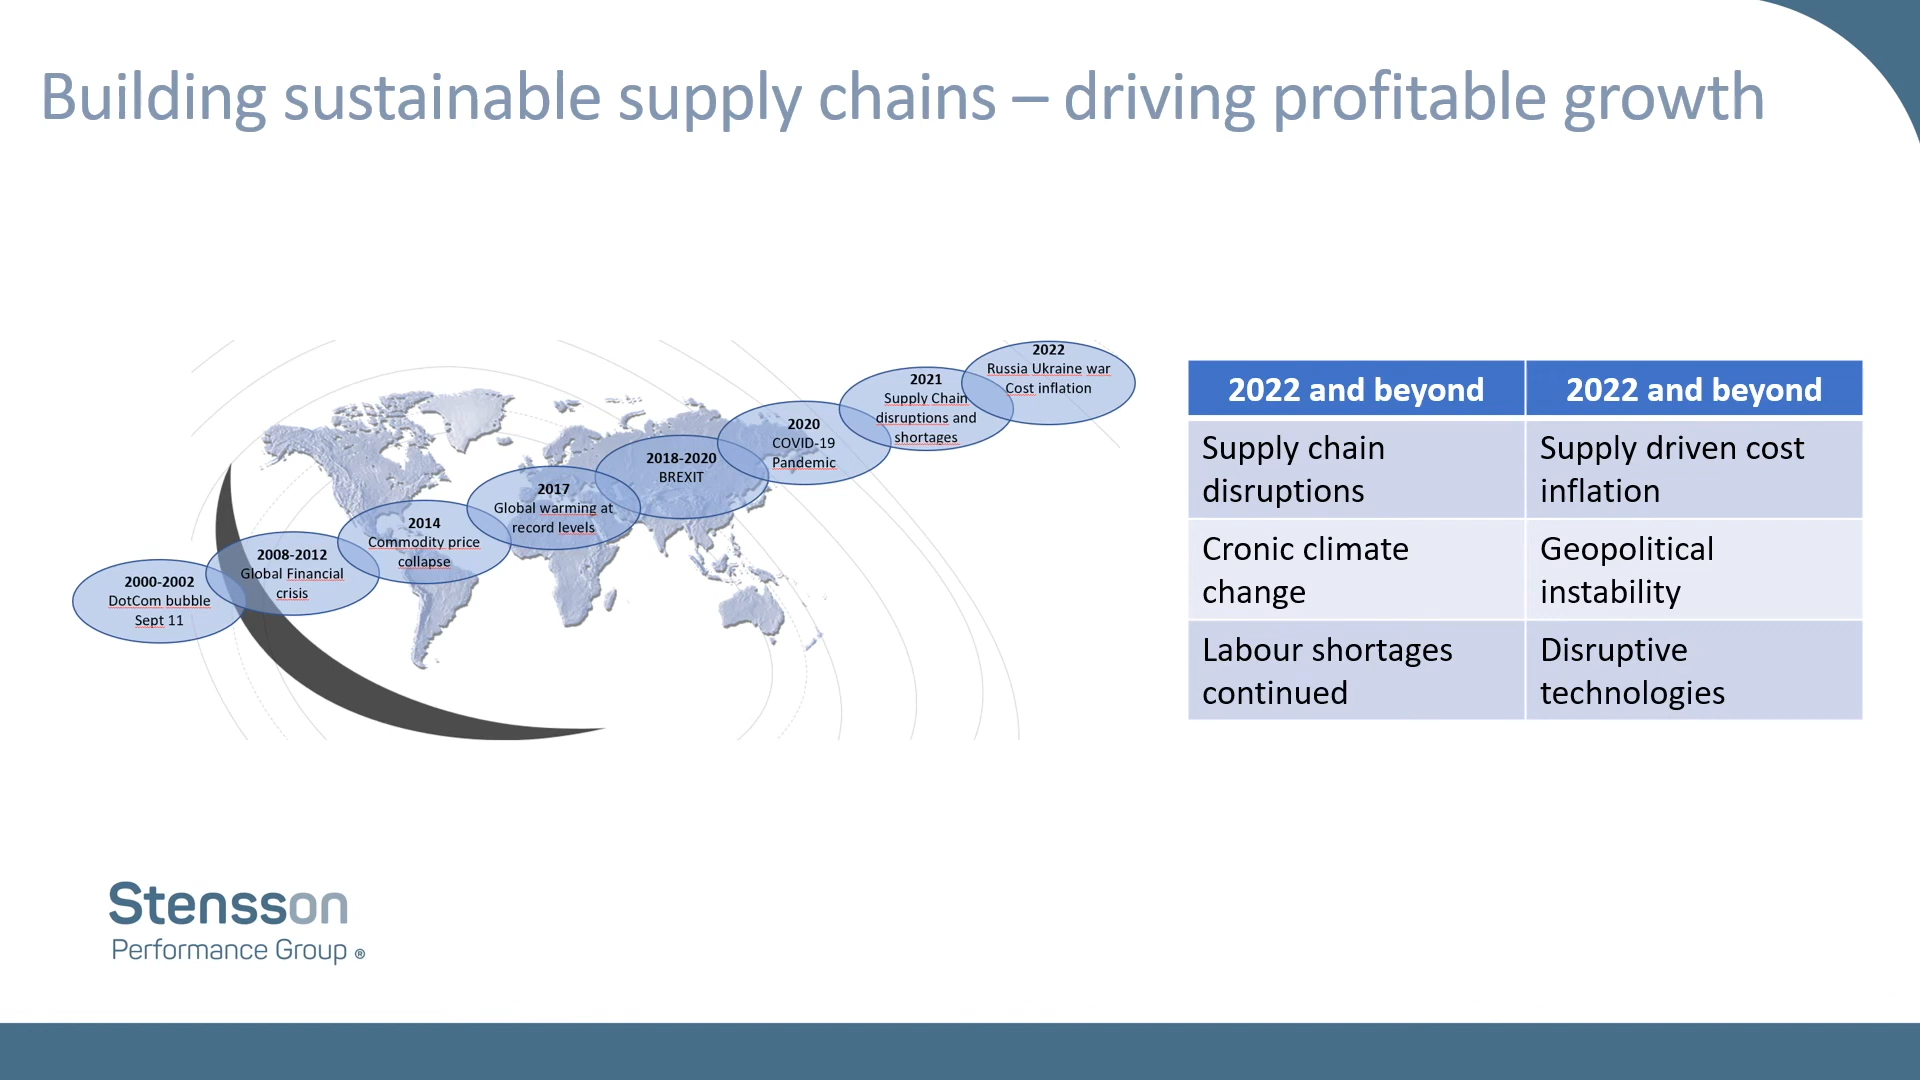 Building sustainable supply chains – driving profitable growth
2000-2002
DotCom bubble
Sept 11
2008-2012
Global Financial
crisis
2014
Commodity price
collapse
2017
Global warming at
record levels
2018-2020
BREXIT
2020
COVID-19
Pandemic
2021
Supply Chain
disruptions and
shortages
2022
Russia Ukraine war
Cost inflation
2022 and beyond
2022 and beyond
Supply chain
disruptions
Supply driven cost
inflation
Cronic climate
change
Geopolitical
instability
Labour shortages
continued
Disruptive
technologies
Stensson
Performance Group ®